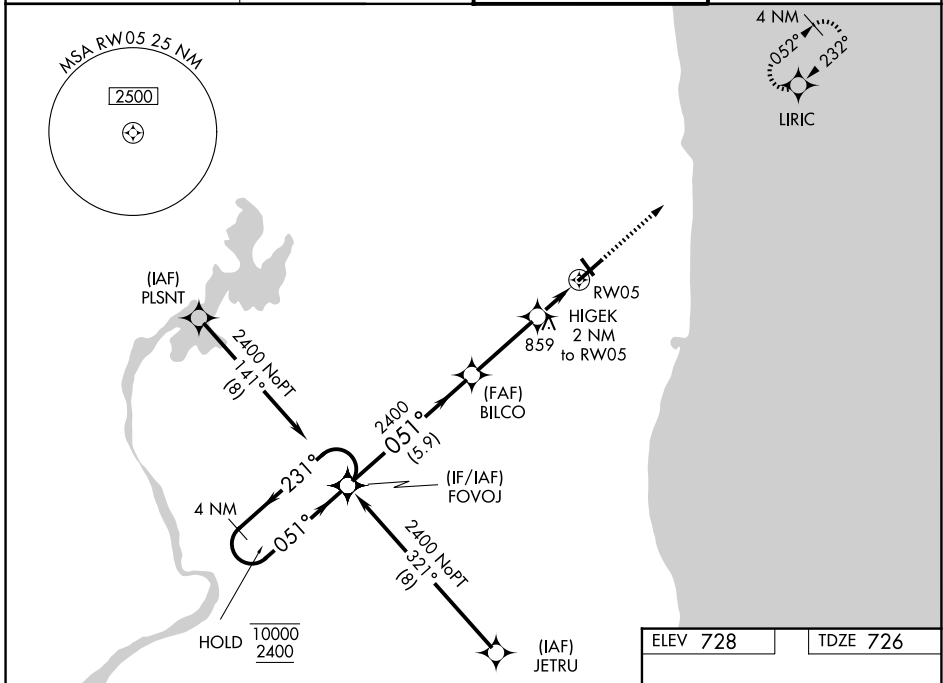 MSA RW05 25 NM
2500
4 NM
052°
232°
LIRIC
(IAF)
PLSNT
2400 NoPT
141°
(8)
RW05
HIGEK
2 NM
to RW05
859
(FAF)
BILCO
2400
051°
(5.9)
(IF/IAF)
FOVOJ
231°
4 NM
051°
2400 NoPT
321°
(8)
HOLD
10000
2400
(IAF)
JETRU
ELEV 728
TDZE 726